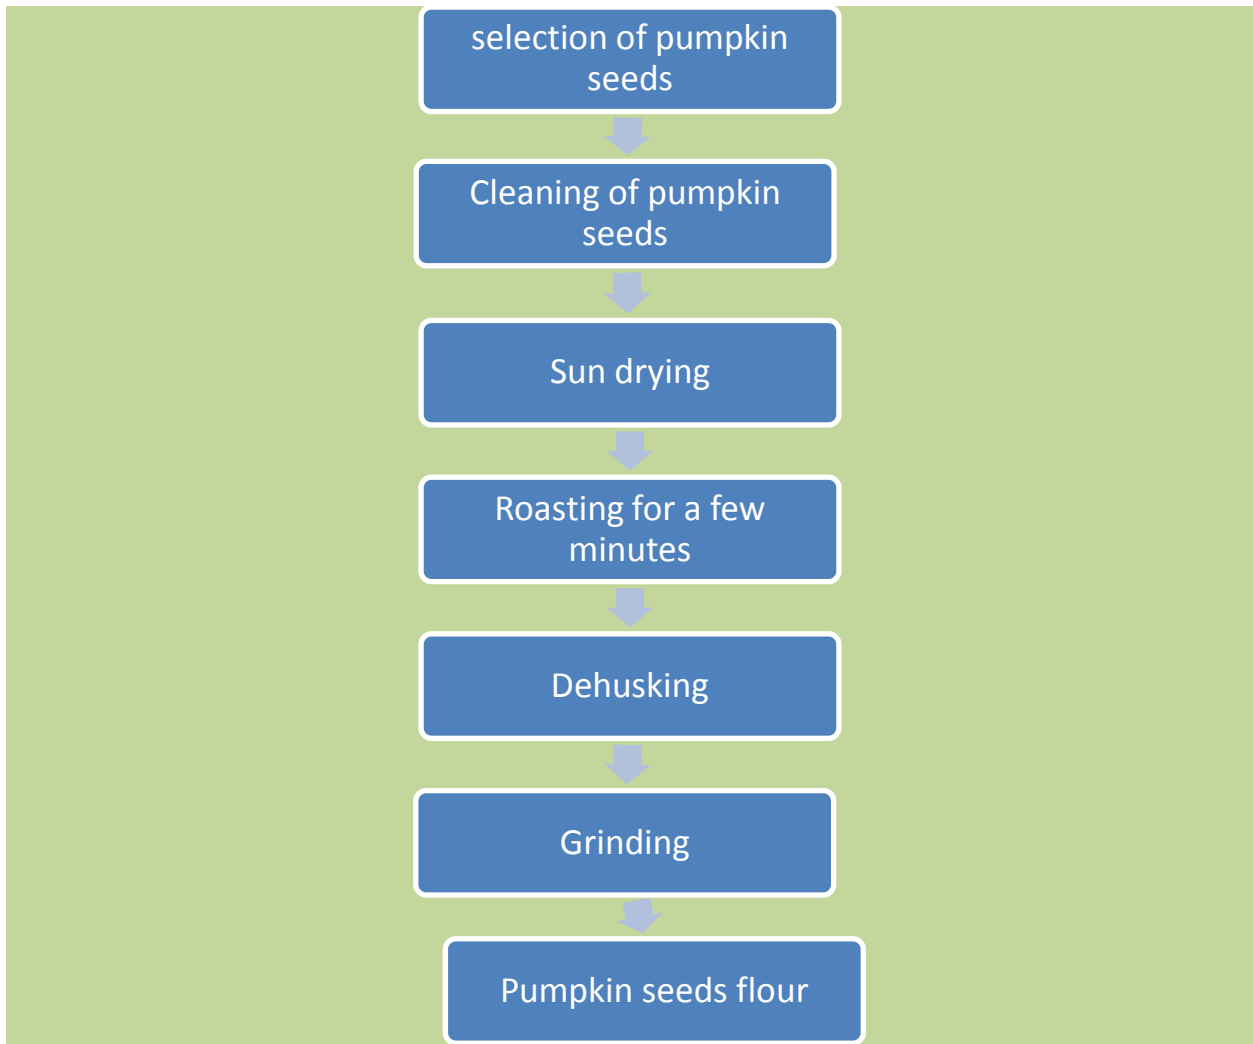 selection of pumpkin
seeds
Cleaning of pumpkin
seeds
Sun drying
Roasting for a few
minutes
Dehusking
Grinding
Pumpkin seeds flour